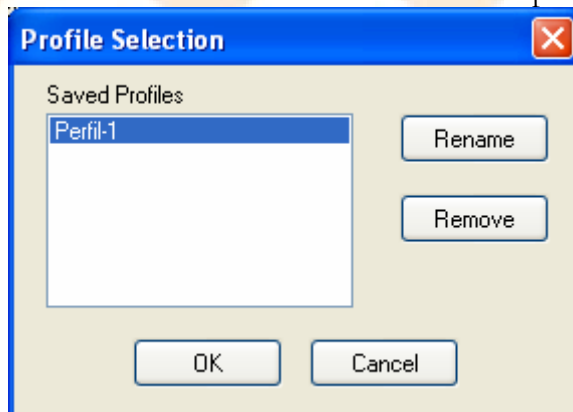 Profile Selection
Saved Profiles
Perfil-1
Rename
Remove
OK
Cancel